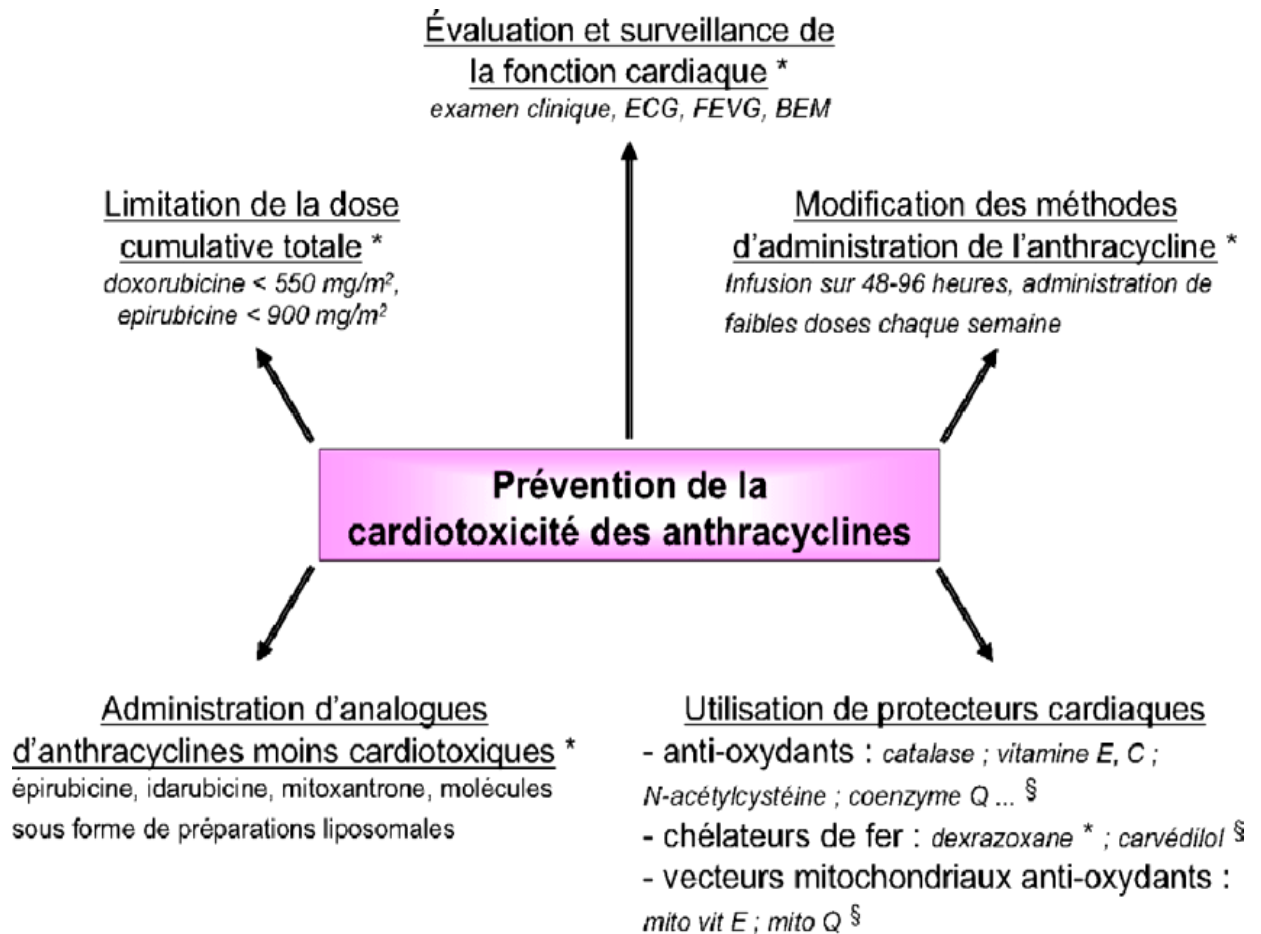 Évaluation et surveillance de
la fonction cardiaque *
examen clinique, ECG, FEVG, BEM
Limitation de la dose
cumulative totale *
doxorubicine < 550 mg/m²,
epirubicine < 900 mg/m²
Modification des méthodes
d'administration de l'anthracycline *
Infusion sur 48-96 heures, administration de
faibles doses chaque semaine
Prévention de la
cardiotoxicité des anthracyclines
Administration d'analogues
d'anthracyclines moins cardiotoxiques *
épirubicine, idarubicine, mitoxantrone, molécules
sous forme de préparations liposomales
Utilisation de protecteurs cardiaques
- anti-oxydants : catalase ; vitamine E, C ;
N-acétylcystéine ; coenzyme Q ... §
- chélateurs de fer : dexrazoxane * ; carvédilol §
- vecteurs mitochondriaux anti-oxydants :
mito vit E ; mito Q §